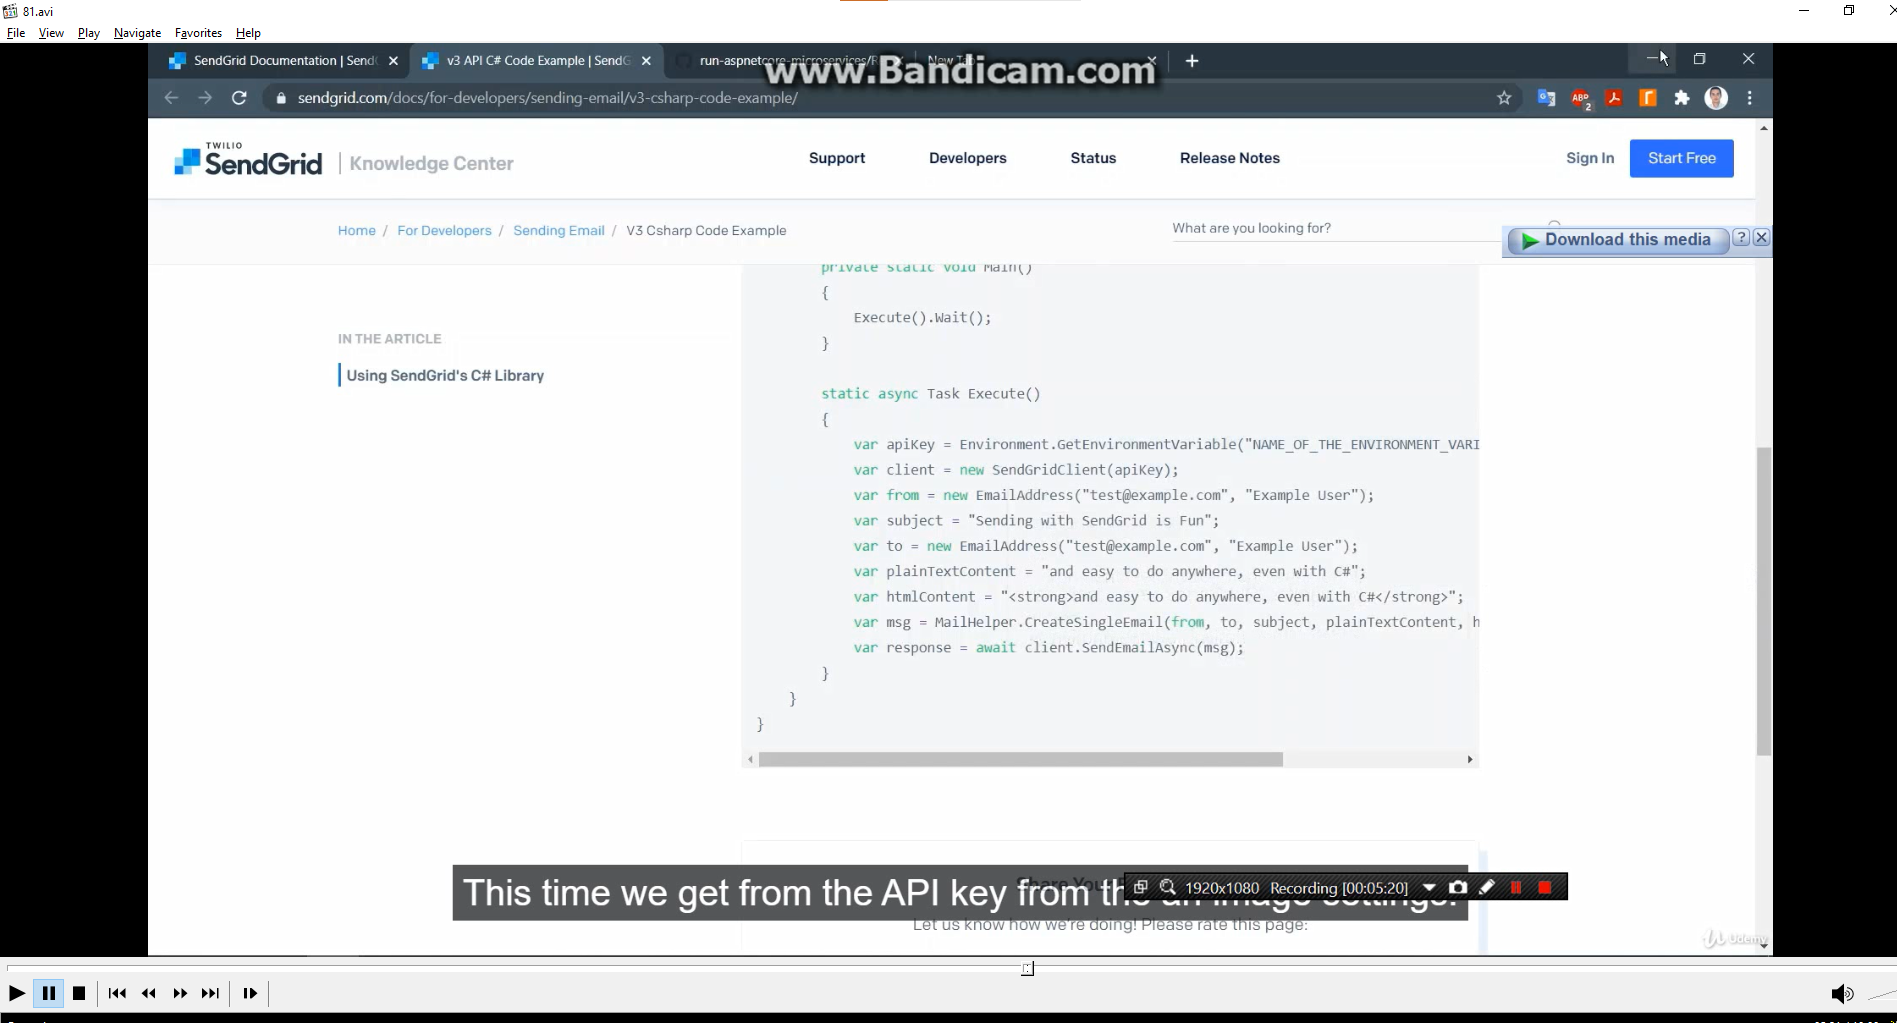 81.avi
File View Play Navigate Favorites Help
SendGrid Documentation | Send
v3 API C# Code Example | SendG
run-aspnetcore-microservices/R
New Tab
www.Bandicam.com
sendgrid.com/docs/for-developers/sending-email/v3-csharp-code-example/
ABP
2
TWILIO
SendGrid | Knowledge Center
Support Developers Status Release Notes Sign In Start Free
Home / For Developers / Sending Email / V3 Csharp Code Example
What are you looking for?
Download this media ?
private static void Main()
{
Execute().Wait();
}
IN THE ARTICLE
Using SendGrid's C# Library
static async Task Execute()
{
var apiKey = Environment.GetEnvironmentVariable("NAME_OF_THE_ENVIRONMENT_VARI
var client = new SendGridClient(apiKey);
var from = new EmailAddress("test@example.com", "Example User");
var subject = "Sending with SendGrid is Fun";
var to = new EmailAddress("test@example.com", "Example User");
var plainTextContent = "and easy to do anywhere, even with C#";
var htmlContent = "<strong>and easy to do anywhere, even with C#</strong>";
var msg = MailHelper.CreateSingleEmail(from, to, subject, plainTextContent, h
var response = await client.SendEmailAsync(msg);
}
}
}
This time we get from the API key from the an image settings.
1920x1080 Recording [00:05:20]
Let us know how we're doing! Please rate this page:
Udemy